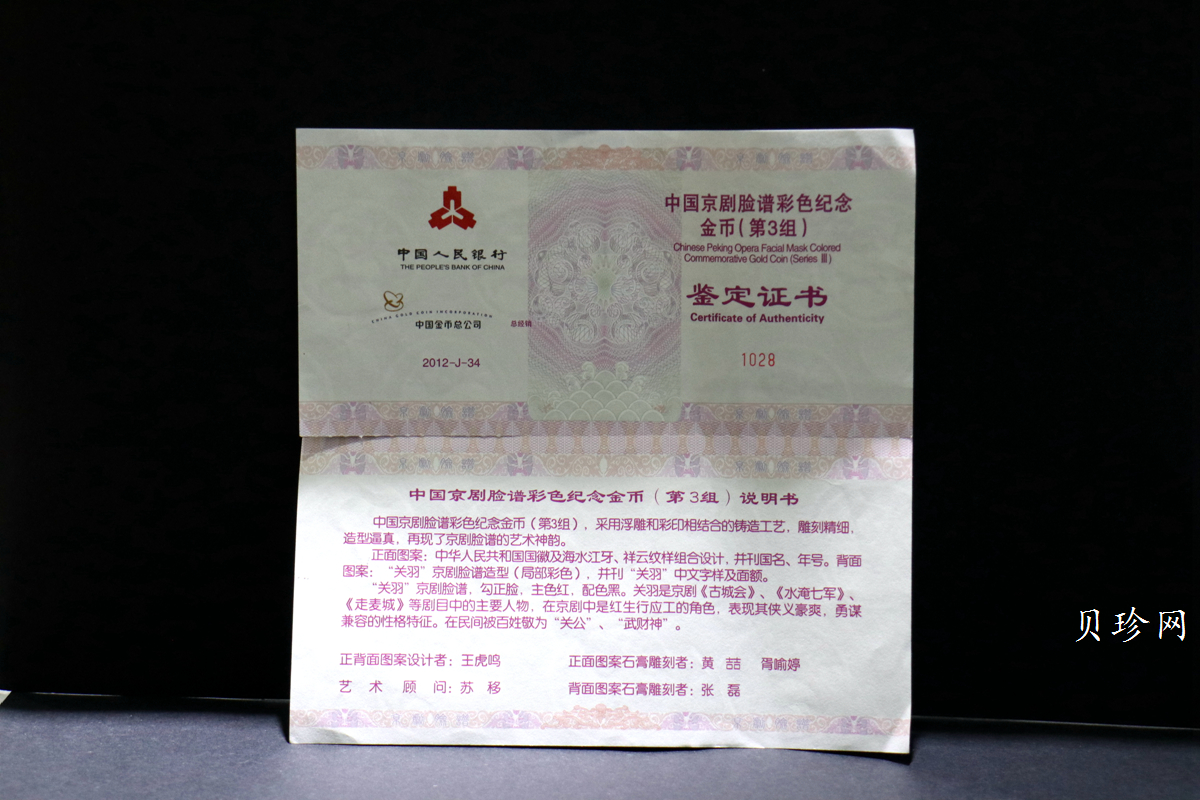 中国人民银行
THE PEOPLE'S BANK OF CHINA
CHINA GOLD COIN INCORPORATION
中国金币总公司
总经销
2012-J-34
中国京剧脸谱彩色纪念
金币（第3组）
Chinese Peking Opera Facial Mask Colored
Commemorative Gold Coin (Series Ⅲ)
鉴定证书
Certificate of Authenticity
1028
中国京剧脸谱彩色纪念金币（第3组）说明书
中国京剧脸谱彩色纪念金币（第3组），采用浮雕和彩印相结合的铸造工艺，雕刻精细，
造型逼真，再现了京剧脸谱的艺术神韵。
正面图案：中华人民共和国国徽及海水江牙、祥云纹样组合设计，并刊国名、年号。背面
图案：“关羽”京剧脸谱造型（局部彩色），并刊“关羽”中文字样及面额。
“关羽”京剧脸谱，勾正脸，主色红，配色黑。关羽是京剧《古城会》、《水淹七军》、
《走麦城》等剧目中的主要人物，在京剧中是红生行应工的角色，表现其侠义豪爽，勇谋
兼容的性格特征。在民间被百姓敬为“关公”、“武财神”。
正背面图案设计者：王虎鸣
正面图案石膏雕刻者：黄 喆 胥喻婷
艺术顾问：苏 移
背面图案石膏雕刻者：张 磊
贝珍网